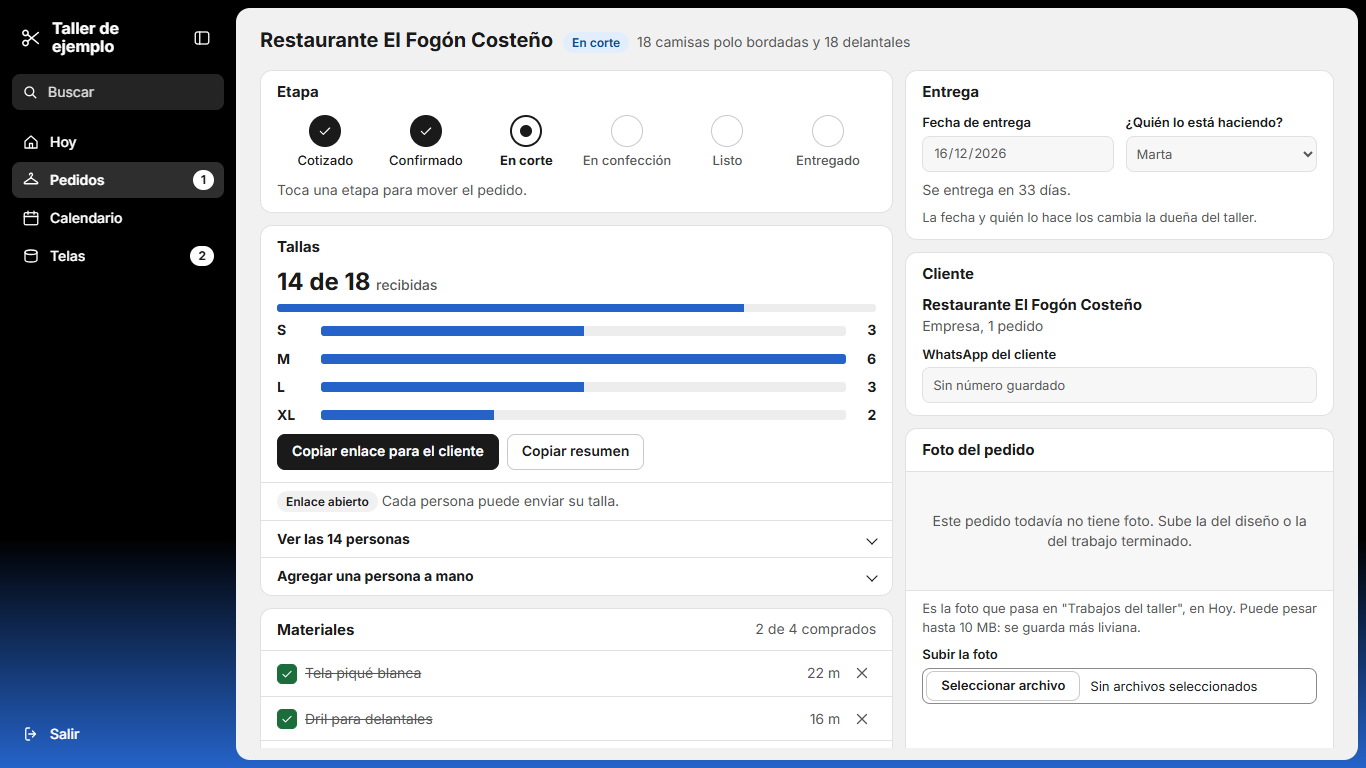 Taller de
ejemplo
Buscar
Hoy
Pedidos 1
Calendario
Telas 2
Salir
Restaurante El Fogón Costeño En corte 18 camisas polo bordadas y 18 delantales
Etapa
Cotizado Confirmado En corte En confección Listo Entregado
Toca una etapa para mover el pedido.
Tallas
14 de 18 recibidas
S 3
M 6
L 3
XL 2
Copiar enlace para el cliente Copiar resumen
Enlace abierto Cada persona puede enviar su talla.
Ver las 14 personas
Agregar una persona a mano
Materiales 2 de 4 comprados
Tela piqué blanca 22 m
Dril para delantales 16 m
Entrega
Fecha de entrega ¿Quién lo está haciendo?
16/12/2026 Marta
Se entrega en 33 días.
La fecha y quién lo hace los cambia la dueña del taller.
Cliente
Restaurante El Fogón Costeño
Empresa, 1 pedido
WhatsApp del cliente
Sin número guardado
Foto del pedido
Este pedido todavía no tiene foto. Sube la del diseño o la
del trabajo terminado.
Es la foto que pasa en "Trabajos del taller", en Hoy. Puede pesar
hasta 10 MB: se guarda más liviana.
Subir la foto
Seleccionar archivo Sin archivos seleccionados